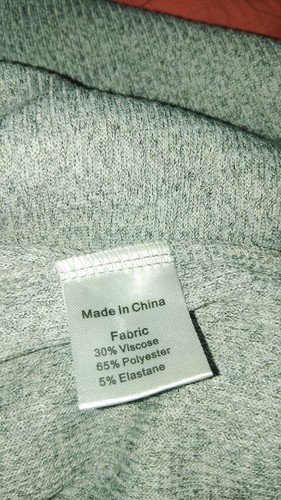 Made In China
Fabric
30% Viscose
65% Polyester
5% Elastane